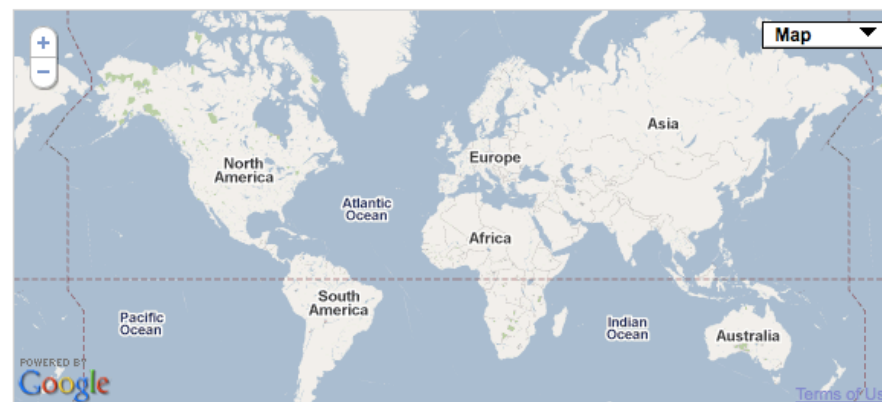 +
−
Map
Asia
Europe
North
America
Atlantic
Ocean
Africa
South
America
Pacific
Ocean
Indian
Ocean
Australia
POWERED BY
Google
Terms of Us